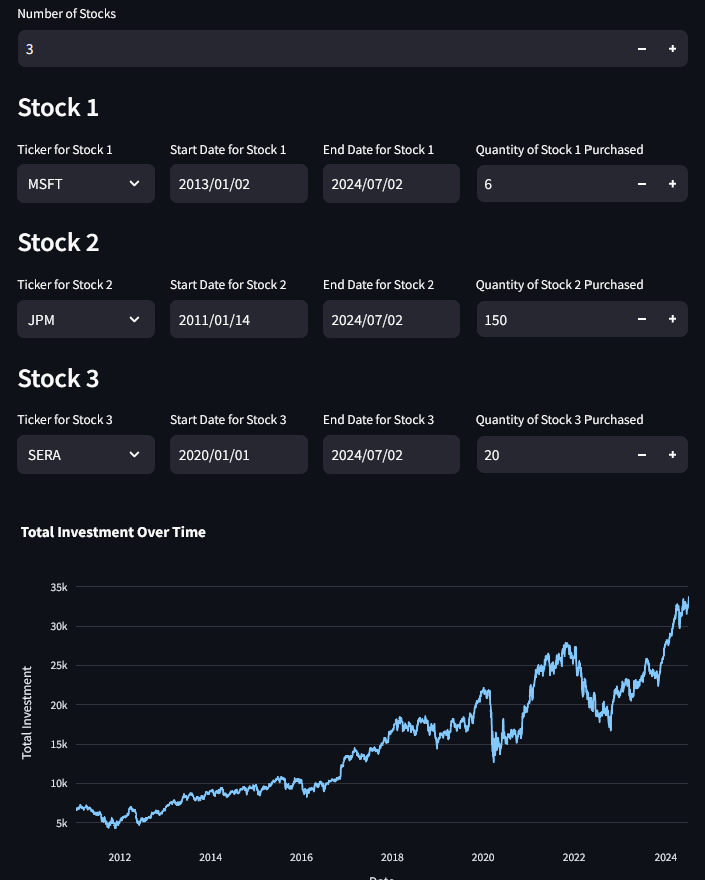 Number of Stocks
3
Stock 1
Ticker for Stock 1 Start Date for Stock 1 End Date for Stock 1 Quantity of Stock 1 Purchased
MSFT 2013/01/02 2024/07/02 6
Stock 2
Ticker for Stock 2 Start Date for Stock 2 End Date for Stock 2 Quantity of Stock 2 Purchased
JPM 2011/01/14 2024/07/02 150
Stock 3
Ticker for Stock 3 Start Date for Stock 3 End Date for Stock 3 Quantity of Stock 3 Purchased
SERA 2020/01/01 2024/07/02 20
Total Investment Over Time
35k
30k
25k
20k
15k
10k
5k
Total Investment
2012 2014 2016 2018 2020 2022 2024